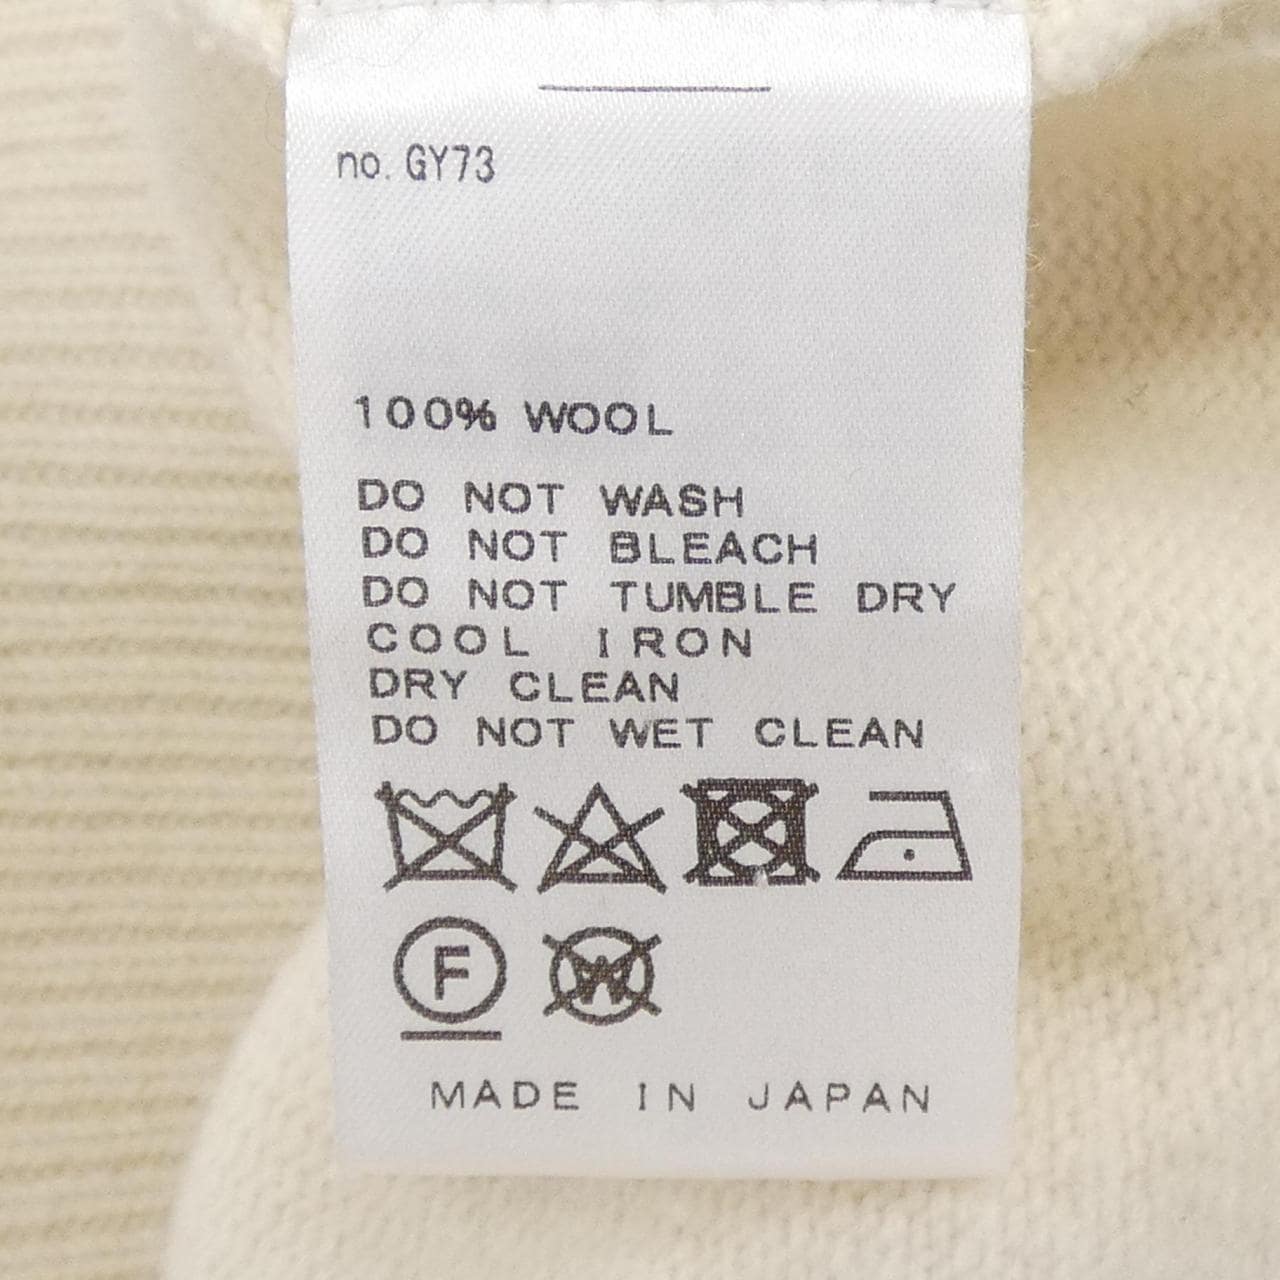 no. GY73
100% WOOL
DO NOT WASH
DO NOT BLEACH
DO NOT TUMBLE DRY
COOL IRON
DRY CLEAN
DO NOT WET CLEAN
F W
MADE IN JAPAN